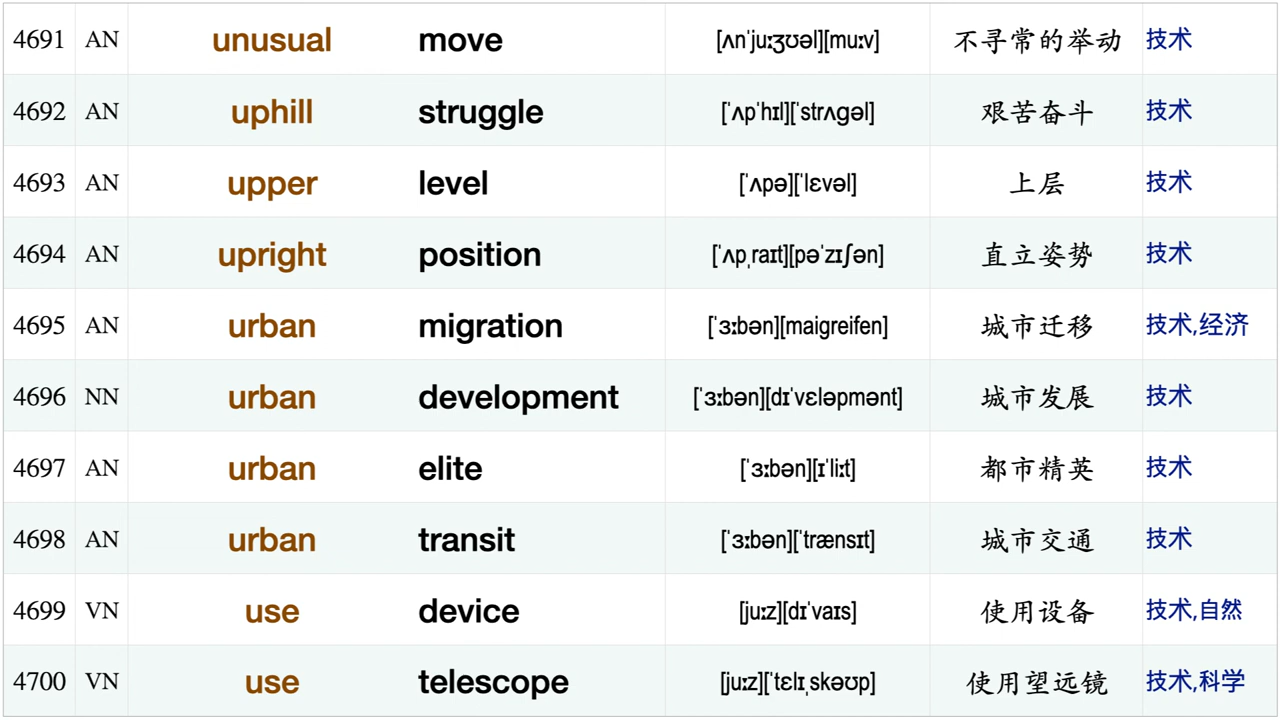 4691 AN unusual move [ʌnˈjuːʒʊəl][muːv] 不寻常的举动 技术
4692 AN uphill struggle [ˈʌpˈhɪl][ˈstrʌgəl] 艰苦奋斗 技术
4693 AN upper level [ˈʌpə][ˈlɛvəl] 上层 技术
4694 AN upright position [ˈʌpˌraɪt][pəˈzɪʃən] 直立姿势 技术
4695 AN urban migration [ˈɜːbən][maigreifen] 城市迁移 技术,经济
4696 NN urban development [ˈɜːbən][dɪˈvɛləpmənt] 城市发展 技术
4697 AN urban elite [ˈɜːbən][ɪˈliːt] 都市精英 技术
4698 AN urban transit [ˈɜːbən][ˈtrænsɪt] 城市交通 技术
4699 VN use device [juːz][dɪˈvaɪs] 使用设备 技术,自然
4700 VN use telescope [juːz][ˈtɛlɪˌskəʊp] 使用望远镜 技术,科学